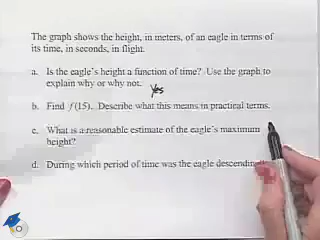 The graph shows the height, in meters, of an eagle in terms of
its time, in seconds, in flight.
a. Is the eagle's height a function of time? Use the graph to
explain why or why not.
Yes
b. Find f(15). Describe what this means in practical terms.
c. What is a reasonable estimate of the eagle's maximum
height?
d. During which period of time was the eagle descending